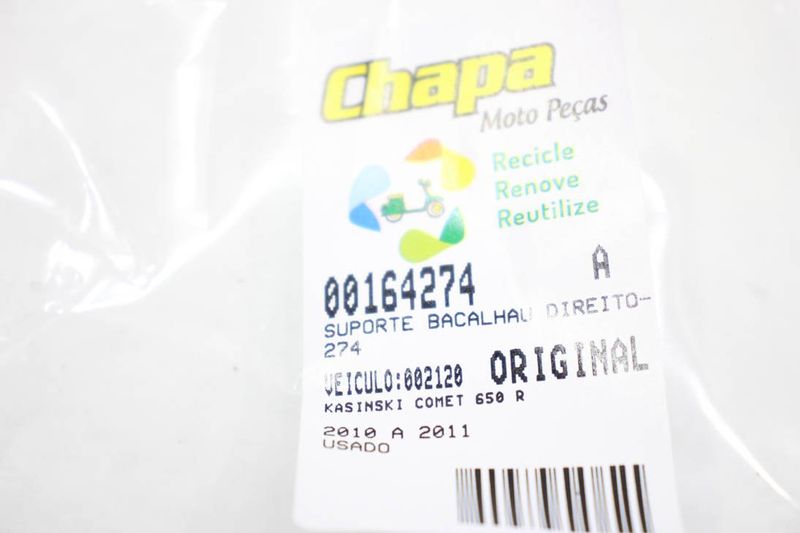 Chapa
Moto Peças
Recicle
Renove
Reutilize
00164274 A
SUPORTE BACALHAU DIREITO-
274
VEICULO:002120 ORIGINAL
KASINSKI COMET 650 R
2010 A 2011
USADO